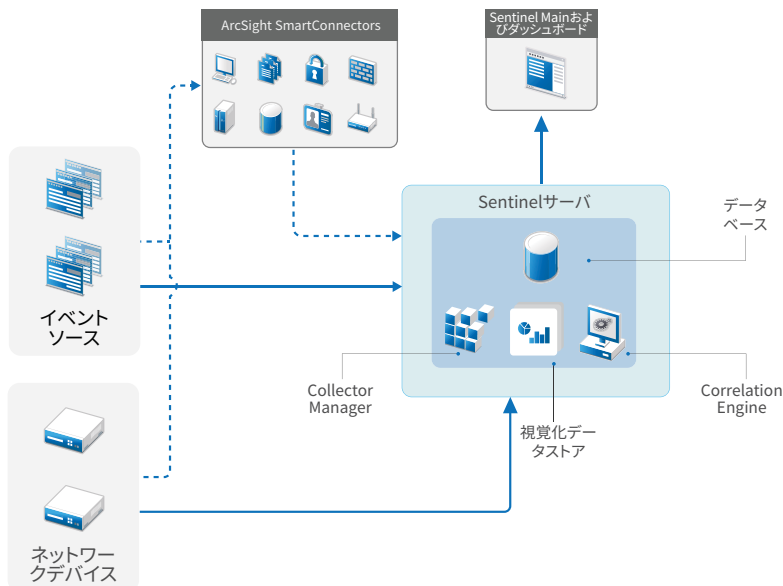 ArcSight SmartConnectors
Sentinel Mainおよ
びダッシュボード
Sentinelサーバ
データ
ベース
イベント
ソース
Collector
Manager
視覚化デー
タストア
Correlation
Engine
ネットワー
クデバイス